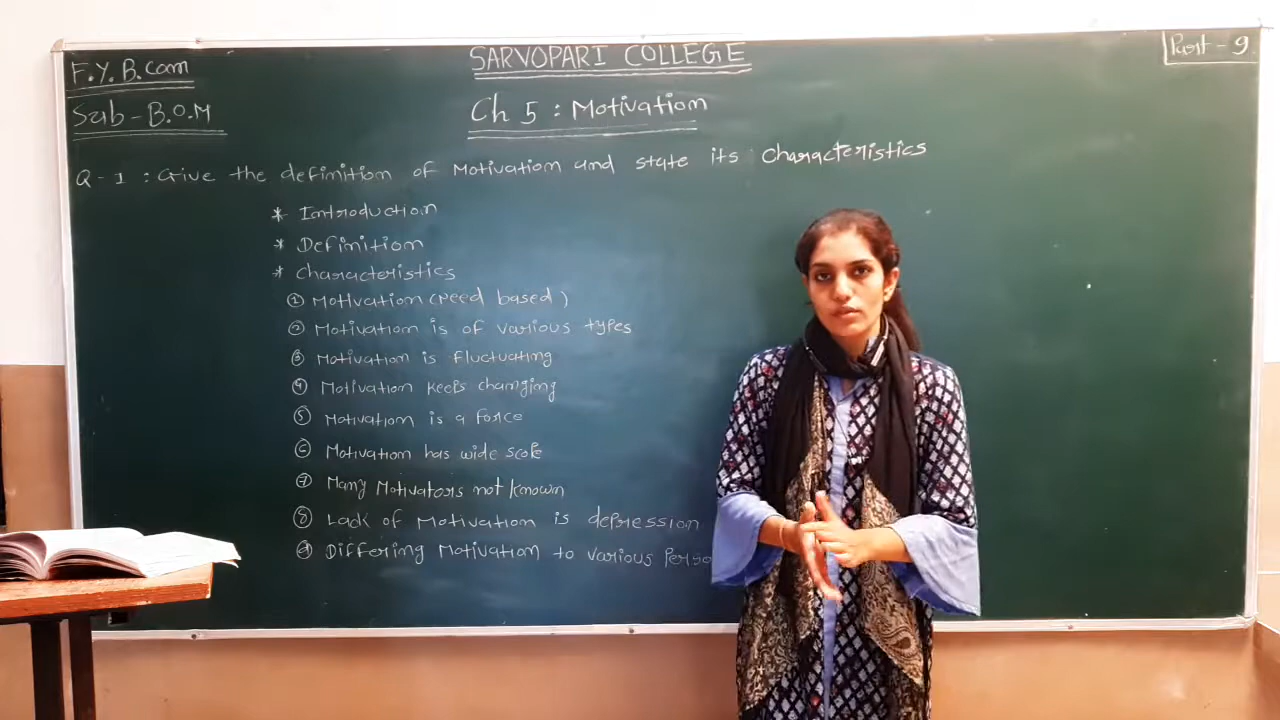 F.Y. B.Com
SARVOPARI COLLEGE
Part - 9
Sub - B.O.M
Ch 5 : Motivation
Q - 1 : Give the definition of Motivation and state its characteristics
* Introduction
* Definition
* Characteristics
① Motivation (Need based)
② Motivation is of various types
③ Motivation is fluctuating
④ Motivation keeps changing
⑤ Motivation is a force
⑥ Motivation has wide scope
⑦ Many Motivators not known
⑧ Lack of Motivation is depression
⑨ Differing Motivation to various